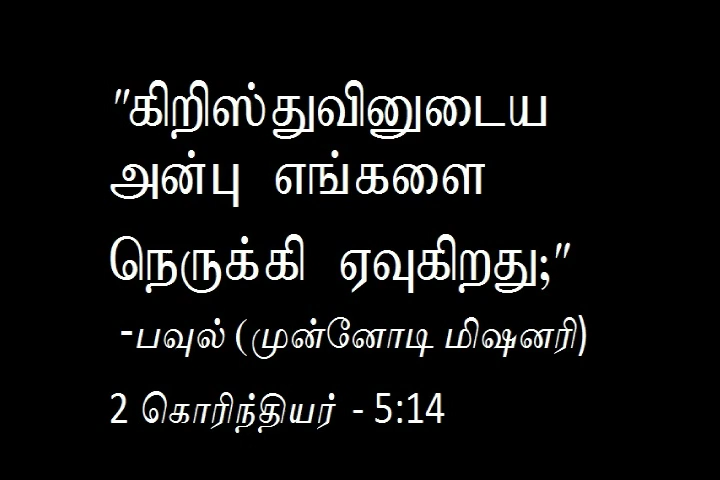 "கிறிஸ்துவினுடைய
அன்பு எங்களை
நெருக்கி ஏவுகிறது;"
-பவுல் (முன்னோடி மிஷனரி)
2 கொரிந்தியர் - 5:14